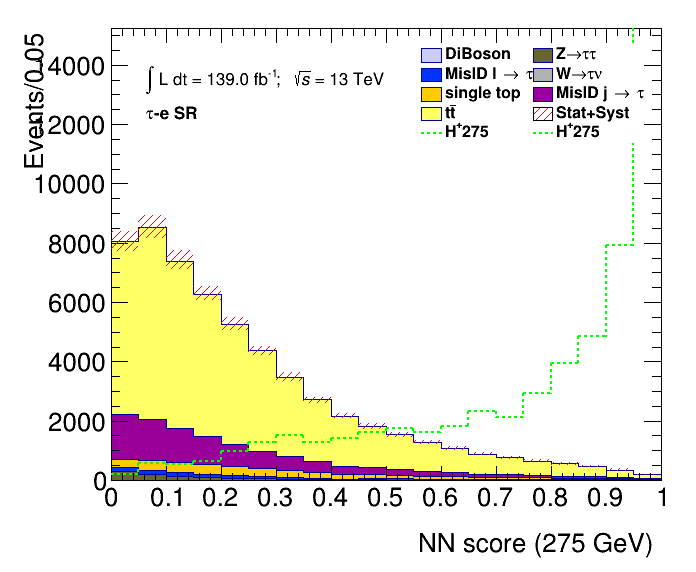 Events/0.05
∫ L dt = 139.0 fb⁻¹; √s = 13 TeV
τ-e SR
DiBoson Z→ττ
MisID l → τ W→τν
single top MisID j → τ
tt̄ Stat+Syst
H⁺275 H⁺275
4000
2000
10000
8000
6000
4000
2000
0
0 0.1 0.2 0.3 0.4 0.5 0.6 0.7 0.8 0.9 1
NN score (275 GeV)